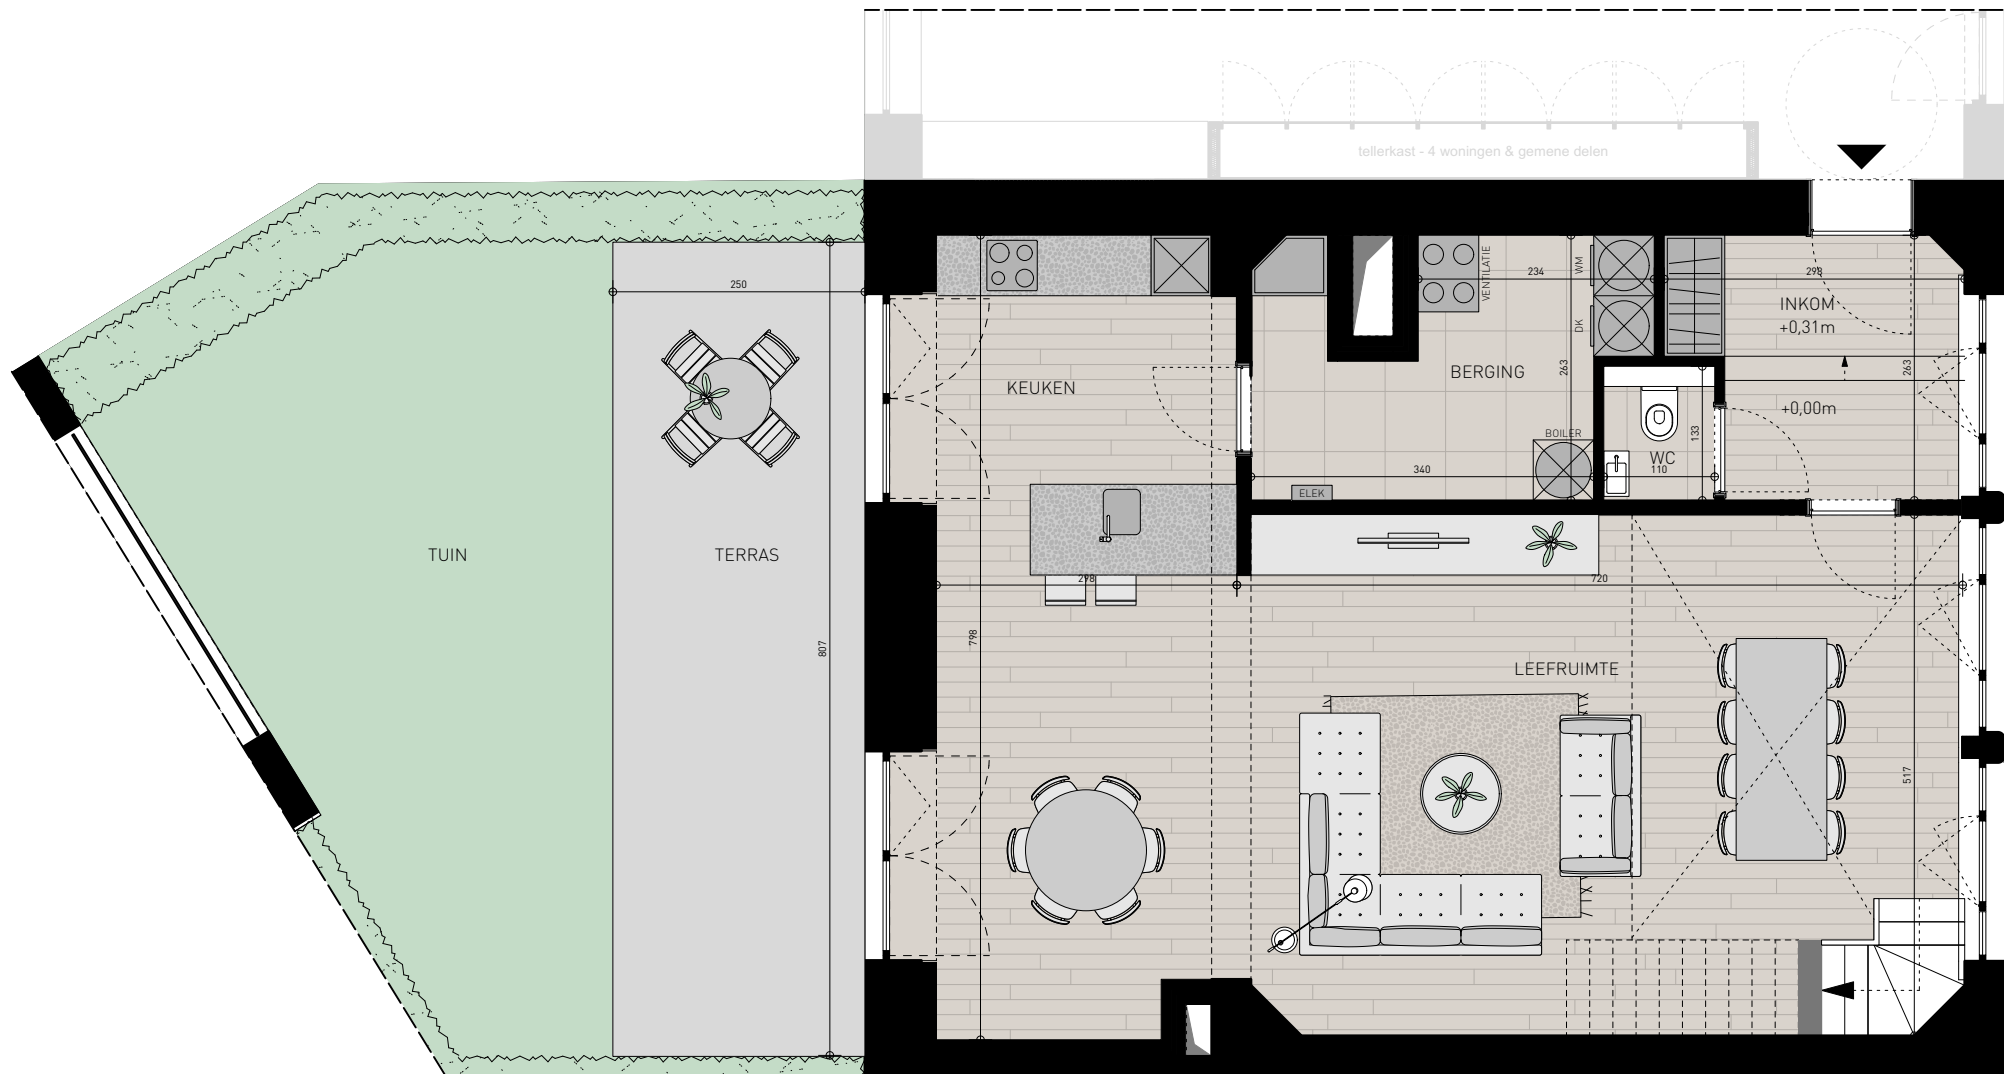 tellerkast - 4 woningen & gemene delen
250
VENTILATIE
234
WM
298
INKOM
+0,31m
DK
KEUKEN
BERGING
263
263
+0,00m
BOILER
133
WC
340
110
ELEK
TUIN
TERRAS
298
720
807
798
LEEFRUIMTE
517